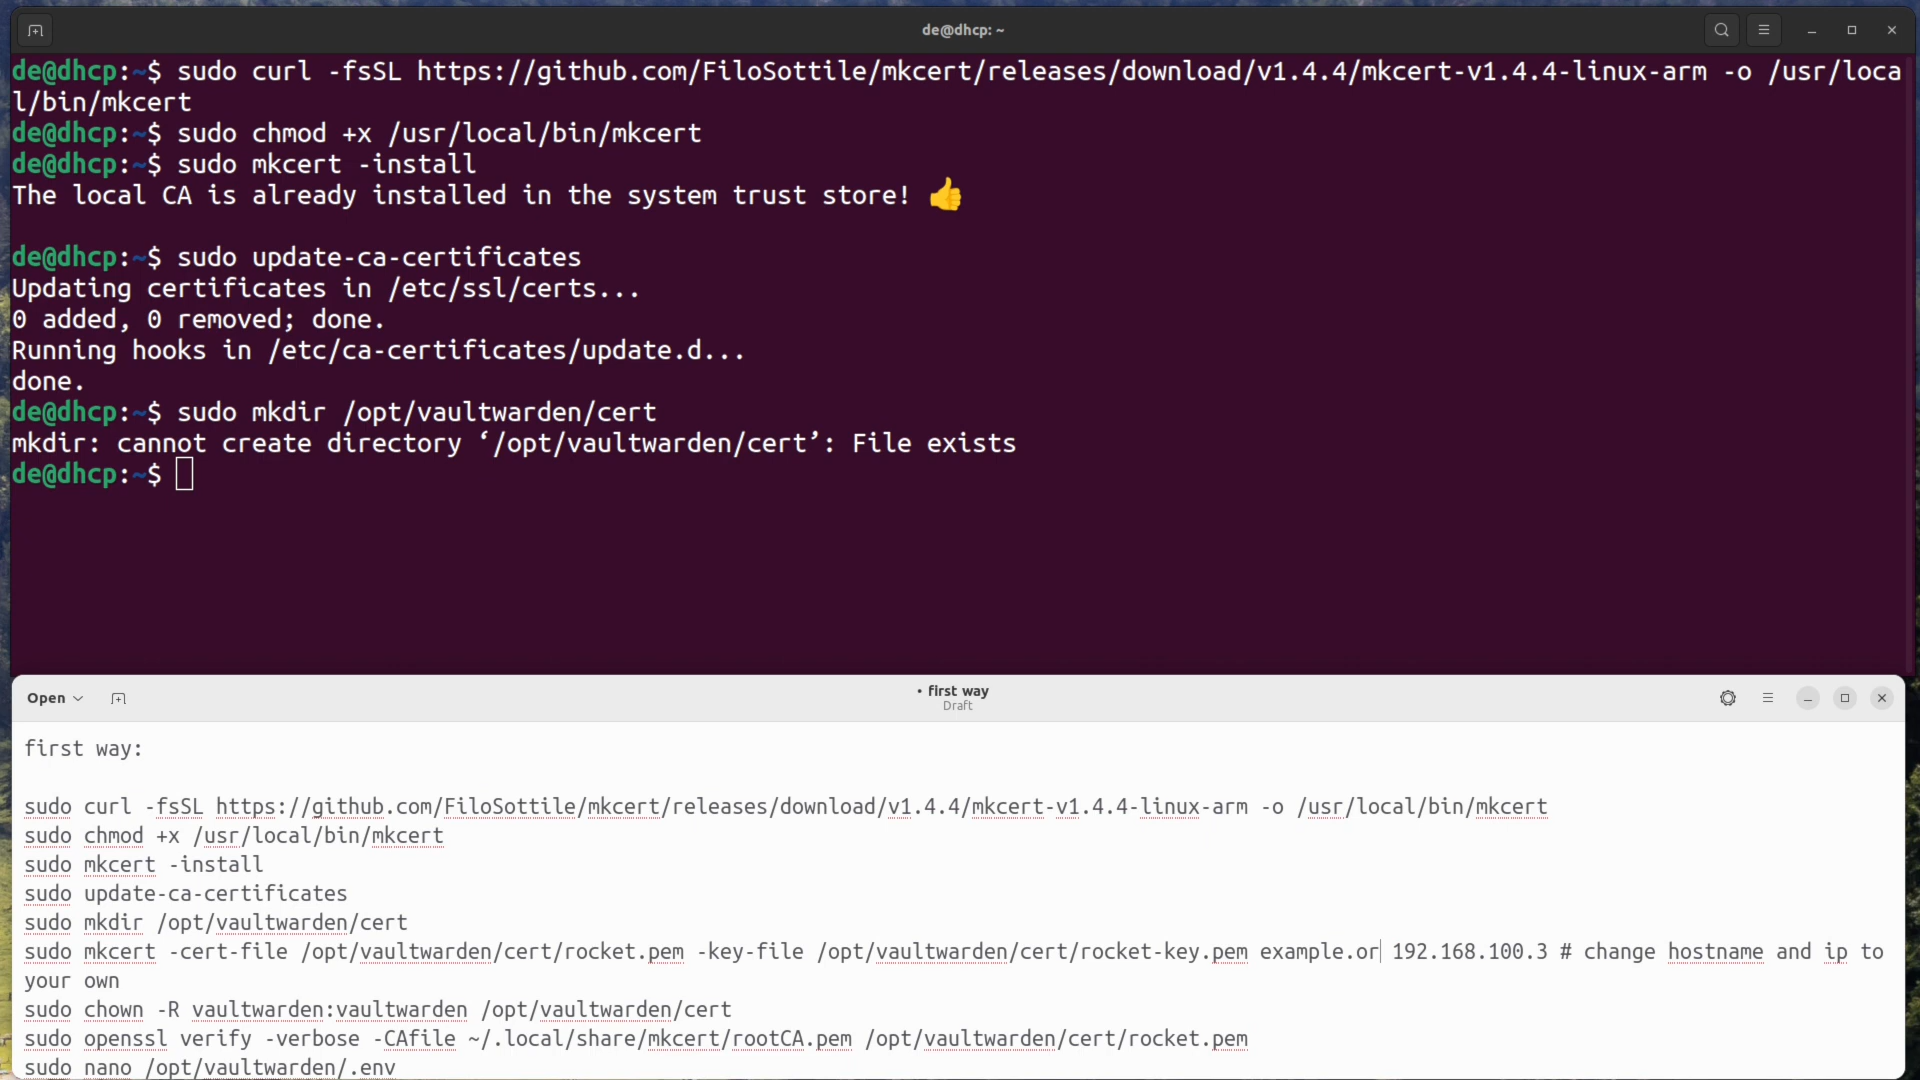 de@dhcp: ~
de@dhcp:~$ sudo curl -fsSL https://github.com/FiloSottile/mkcert/releases/download/v1.4.4/mkcert-v1.4.4-linux-arm -o /usr/loca
l/bin/mkcert
de@dhcp:~$ sudo chmod +x /usr/local/bin/mkcert
de@dhcp:~$ sudo mkcert -install
The local CA is already installed in the system trust store! 👍
de@dhcp:~$ sudo update-ca-certificates
Updating certificates in /etc/ssl/certs...
0 added, 0 removed; done.
Running hooks in /etc/ca-certificates/update.d...
done.
de@dhcp:~$ sudo mkdir /opt/vaultwarden/cert
mkdir: cannot create directory ‘/opt/vaultwarden/cert’: File exists
de@dhcp:~$
Open
• first way
Draft
first way:
sudo curl -fsSL https://github.com/FiloSottile/mkcert/releases/download/v1.4.4/mkcert-v1.4.4-linux-arm -o /usr/local/bin/mkcert
sudo chmod +x /usr/local/bin/mkcert
sudo mkcert -install
sudo update-ca-certificates
sudo mkdir /opt/vaultwarden/cert
sudo mkcert -cert-file /opt/vaultwarden/cert/rocket.pem -key-file /opt/vaultwarden/cert/rocket-key.pem example.or 192.168.100.3 # change hostname and ip to
your own
sudo chown -R vaultwarden:vaultwarden /opt/vaultwarden/cert
sudo openssl verify -verbose -CAfile ~/.local/share/mkcert/rootCA.pem /opt/vaultwarden/cert/rocket.pem
sudo nano /opt/vaultwarden/.env